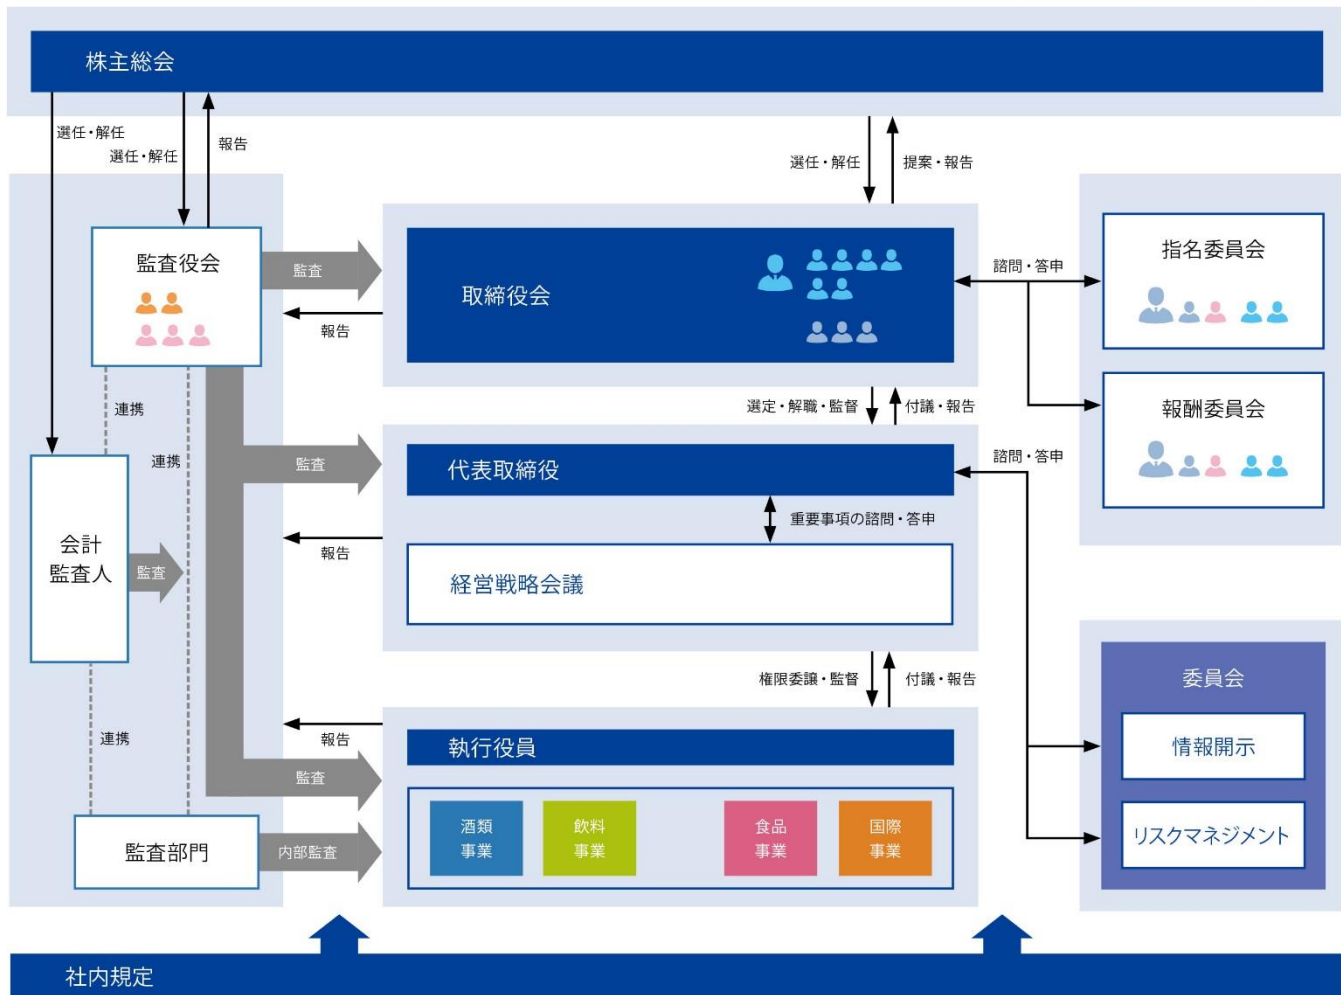 株主総会
選任・解任
選任・解任
報告
選任・解任
提案・報告
監査役会
監査
報告
取締役会
諮問・答申
指名委員会
報酬委員会
連携
連携
選定・解職・監督
付議・報告
監査
代表取締役
諮問・答申
重要事項の諮問・答申
報告
経営戦略会議
会計
監査人
監査
権限委譲・監督
付議・報告
委員会
情報開示
リスクマネジメント
連携
報告
執行役員
監査
酒類
事業
飲料
事業
食品
事業
国際
事業
監査部門
内部監査
社内規定